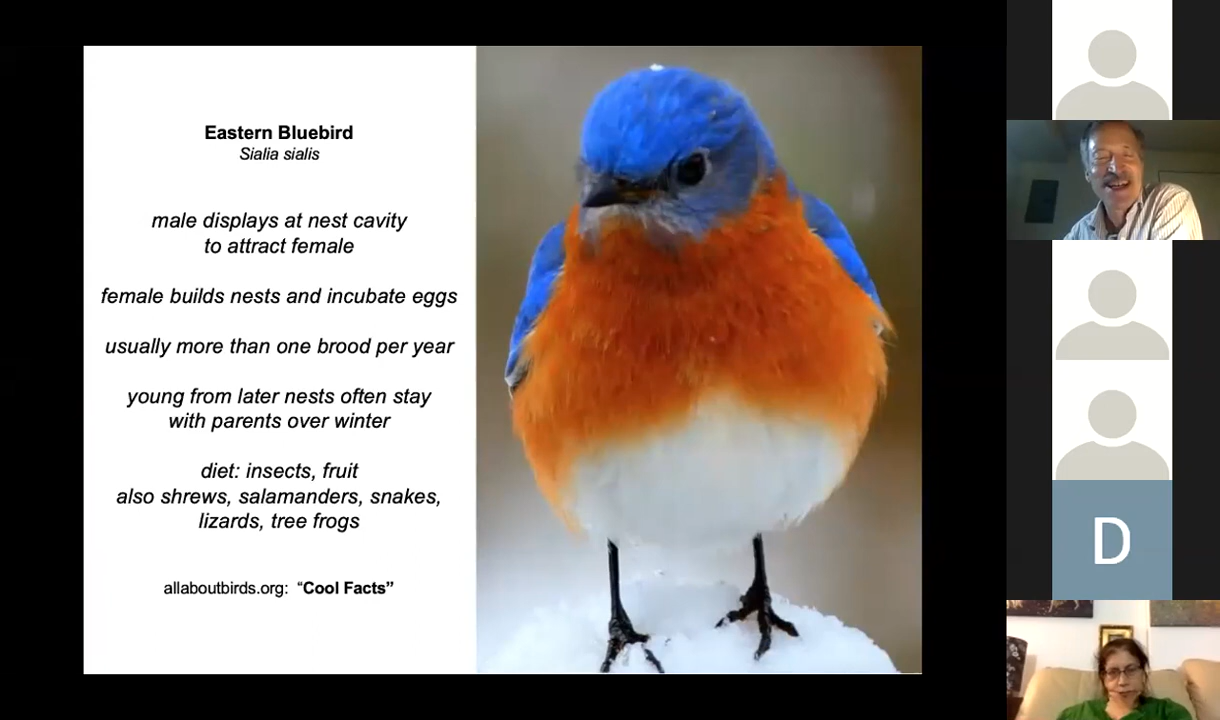 Eastern Bluebird
Sialia sialis
male displays at nest cavity
to attract female
female builds nests and incubate eggs
usually more than one brood per year
young from later nests often stay
with parents over winter
diet: insects, fruit
also shrews, salamanders, snakes,
lizards, tree frogs
allaboutbirds.org: “Cool Facts”
D